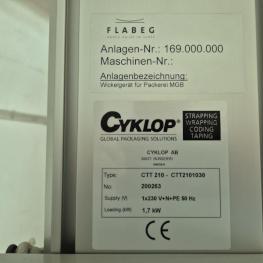 FLABEG
Anlagen-Nr.: 169.000.000
Maschinen-Nr.:
Anlagenbezeichnung:
Wickelgerät für Packerei MGB
CYKLOP®
GLOBAL PACKAGING SOLUTIONS
STRAPPING
WRAPPING
CODING
TAPING
CYKLOP AB
Type: CTT 210 - CTT2101030
No: 200263
Supply (V) 1x230 V+N+PE 50 Hz
Loading (kW) 1,7 kW